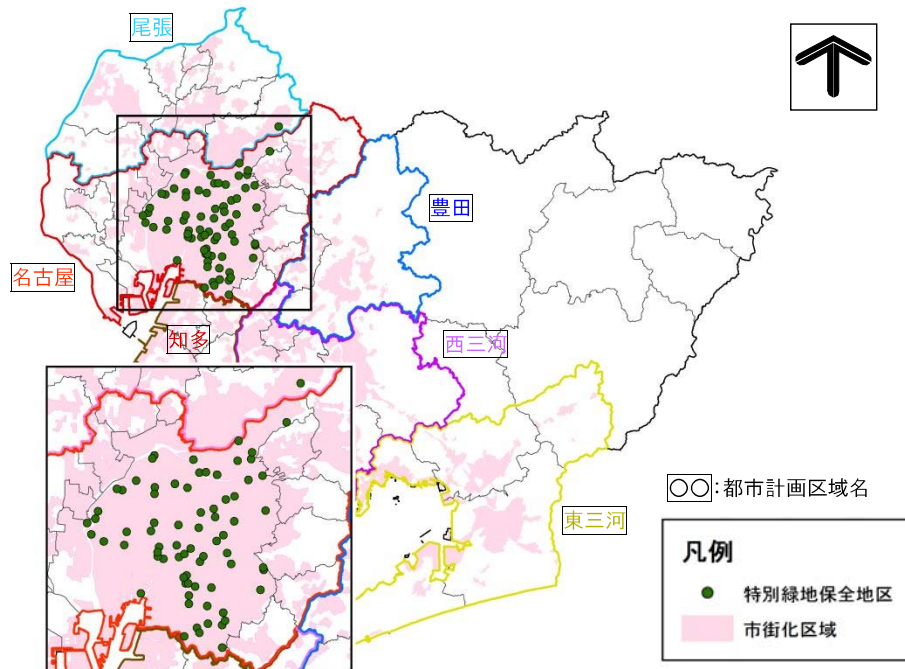 尾張
豊田
名古屋
知多
西三河
○○:都市計画区域名
東三河
凡例
特別緑地保全地区
市街化区域